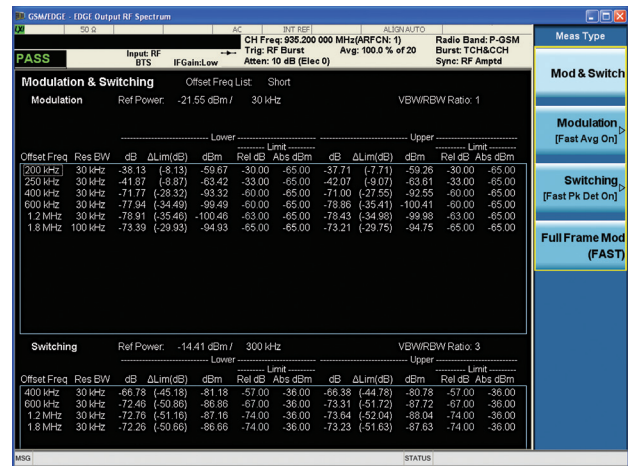 GSM/EDGE - EDGE Output RF Spectrum
50 Ω AC INT REF ALIGN AUTO
CH Freq: 935.200 000 MHz(ARFCN: 1) Radio Band: P-GSM
PASS Input: RF Trig: RF Burst Avg: 100.0 % of 20 Burst: TCH&CCH
BTS IFGain:Low Atten: 10 dB (Elec 0) Sync: RF Amptd
Modulation & Switching Offset Freq List: Short
Modulation Ref Power: -21.55 dBm / 30 kHz VBW/RBW Ratio: 1
Lower Upper
Limit Limit
Offset Freq Res BW dB ΔLim(dB) dBm Rel dB Abs dBm dB ΔLim(dB) dBm Rel dB Abs dBm
200 kHz 30 kHz -38.13 (-8.13) -59.67 -30.00 -65.00 -37.71 (-7.71) -59.26 -30.00 -65.00
250 kHz 30 kHz -41.87 (-8.87) -63.42 -33.00 -65.00 -42.07 (-9.07) -63.61 -33.00 -65.00
400 kHz 30 kHz -71.77 (-28.32) -93.32 -60.00 -65.00 -71.00 (-27.55) -92.55 -60.00 -65.00
600 kHz 30 kHz -77.94 (-34.49) -99.49 -60.00 -65.00 -78.86 (-35.41) -100.41 -60.00 -65.00
1.2 MHz 30 kHz -78.91 (-35.46) -100.46 -63.00 -65.00 -78.43 (-34.98) -99.98 -63.00 -65.00
1.8 MHz 100 kHz -73.39 (-29.93) -94.93 -65.00 -65.00 -73.21 (-29.75) -94.75 -65.00 -65.00
Switching Ref Power: -14.41 dBm / 300 kHz VBW/RBW Ratio: 3
Lower Upper
Limit Limit
Offset Freq Res BW dB ΔLim(dB) dBm Rel dB Abs dBm dB ΔLim(dB) dBm Rel dB Abs dBm
400 kHz 30 kHz -66.78 (-45.18) -81.18 -57.00 -36.00 -66.38 (-44.78) -80.78 -57.00 -36.00
600 kHz 30 kHz -72.46 (-50.86) -86.86 -67.00 -36.00 -73.31 (-51.72) -87.72 -67.00 -36.00
1.2 MHz 30 kHz -72.76 (-51.16) -87.16 -74.00 -36.00 -73.64 (-52.04) -88.04 -74.00 -36.00
1.8 MHz 30 kHz -72.26 (-50.66) -86.66 -74.00 -36.00 -73.23 (-51.63) -87.63 -74.00 -36.00
MSG STATUS
Meas Type
Mod & Switch
Modulation
[Fast Avg On]
Switching
[Fast Pk Det On]
Full Frame Mod
(FAST)